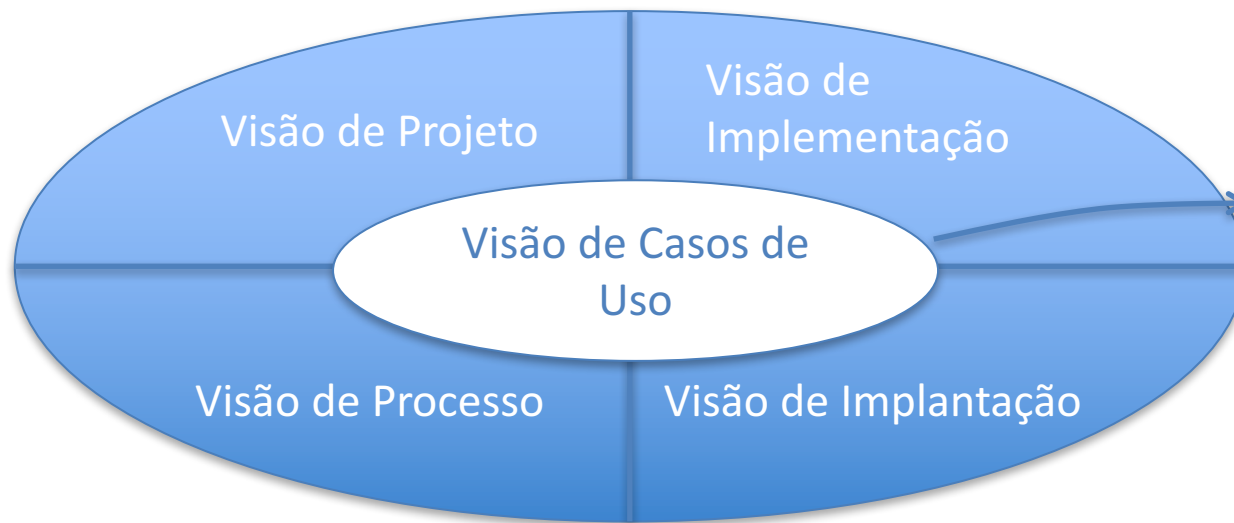 Visão de Projeto
Visão de
Implementação
Visão de Casos de
Uso
Visão de Processo
Visão de Implantação